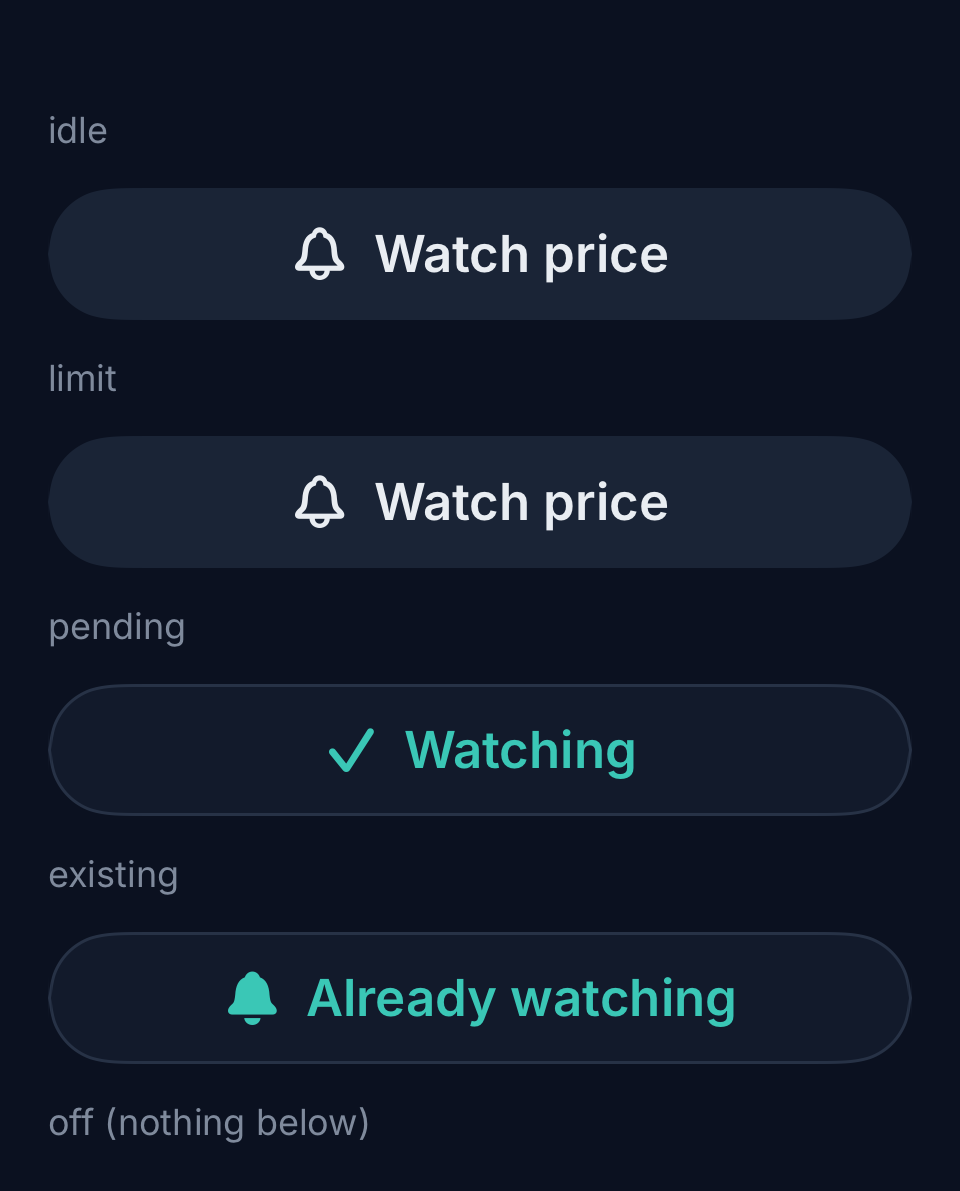 idle
Watch price
limit
Watch price
pending
Watching
existing
Already watching
off (nothing below)